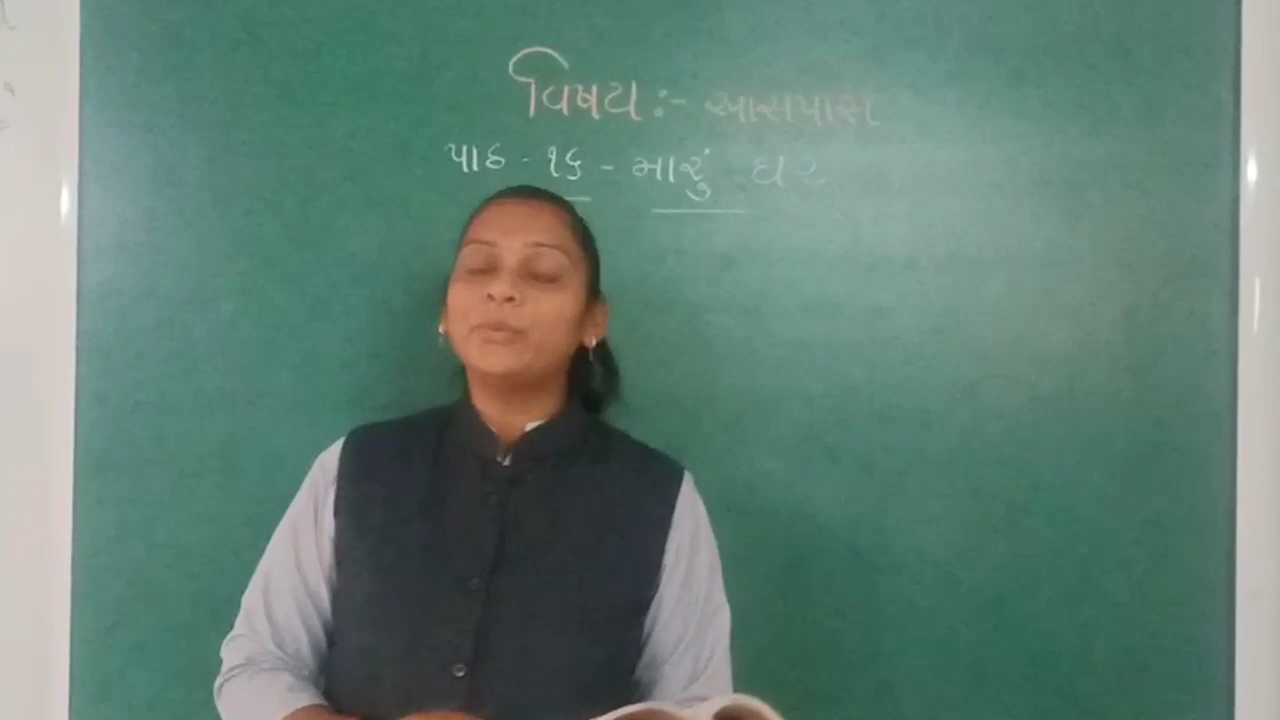 વિષય :- આસપાસ
પાઠ - ૧૬ - મારું ઘર